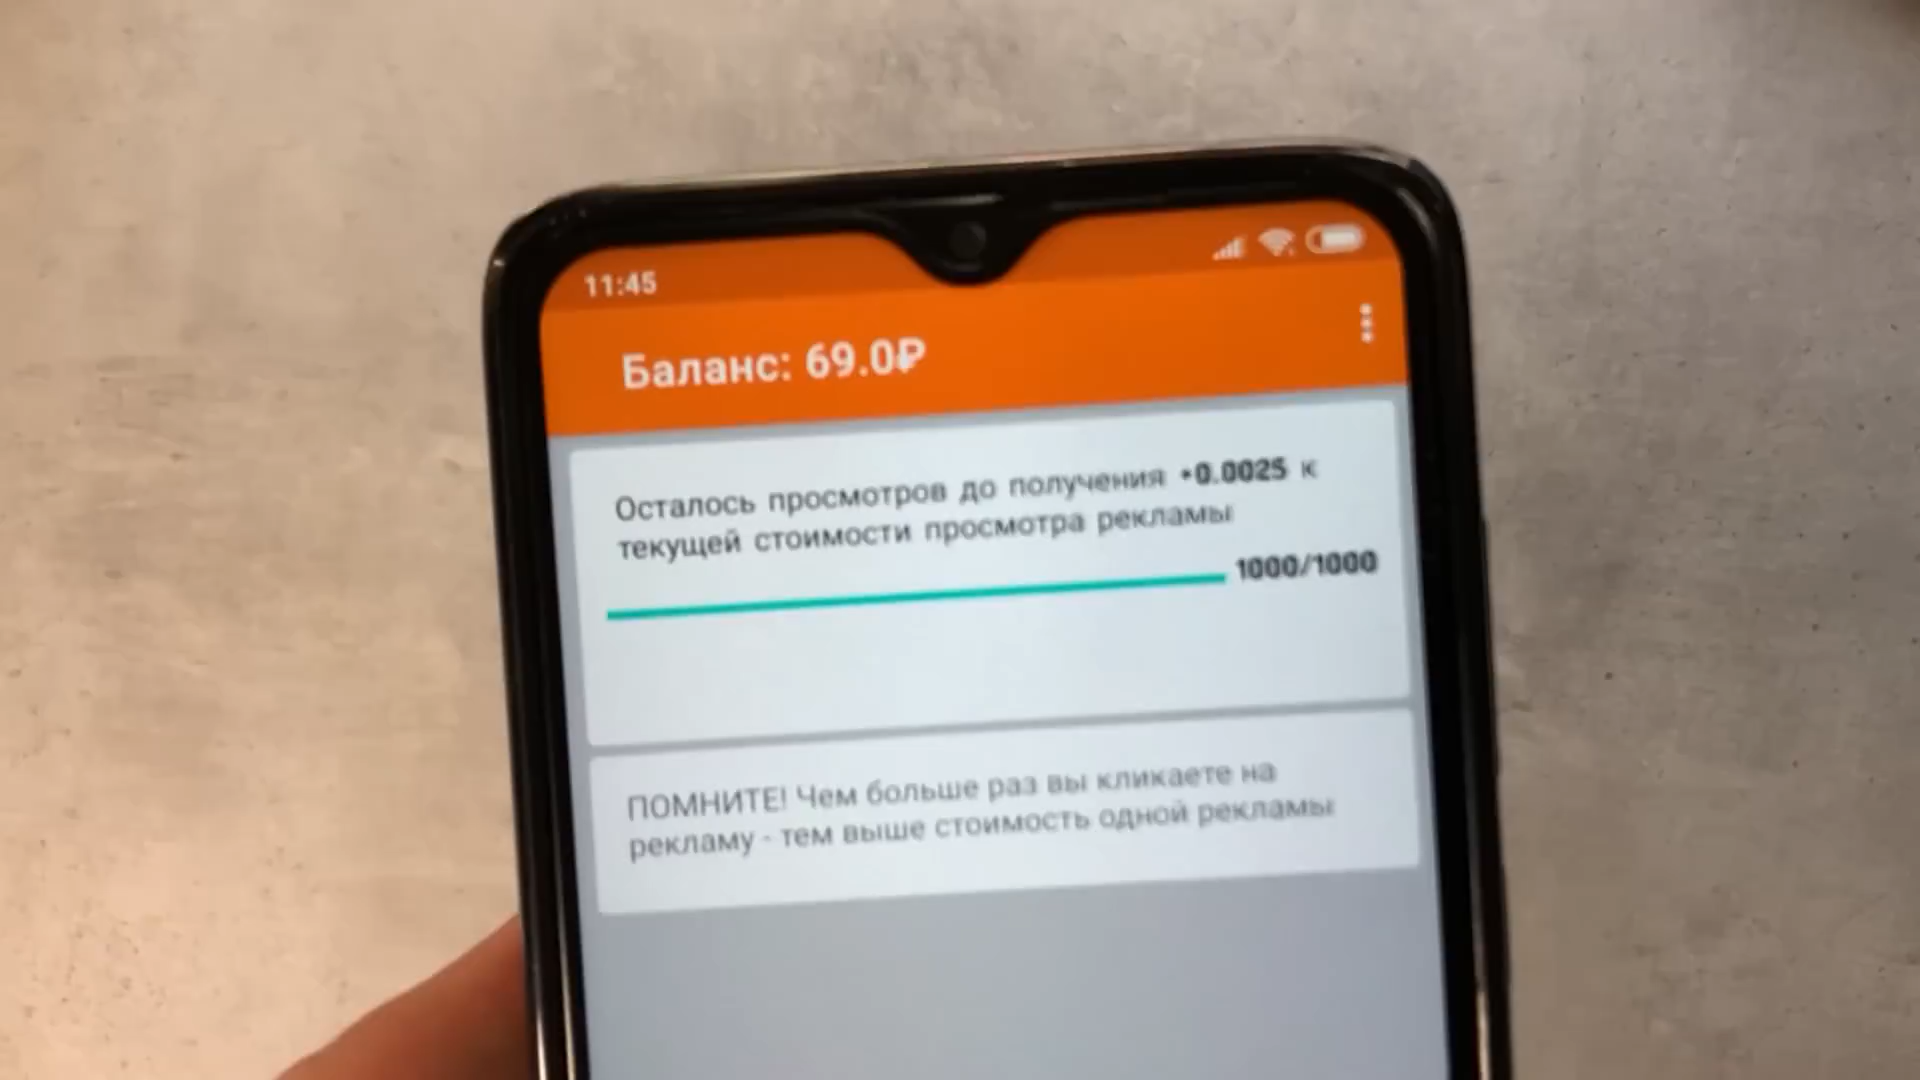 11:45
Баланс: 69.0₽
Осталось просмотров до получения +0.0025 к
текущей стоимости просмотра рекламы
1000/1000
ПОМНИТЕ! Чем больше раз вы кликаете на
рекламу - тем выше стоимость одной рекламы